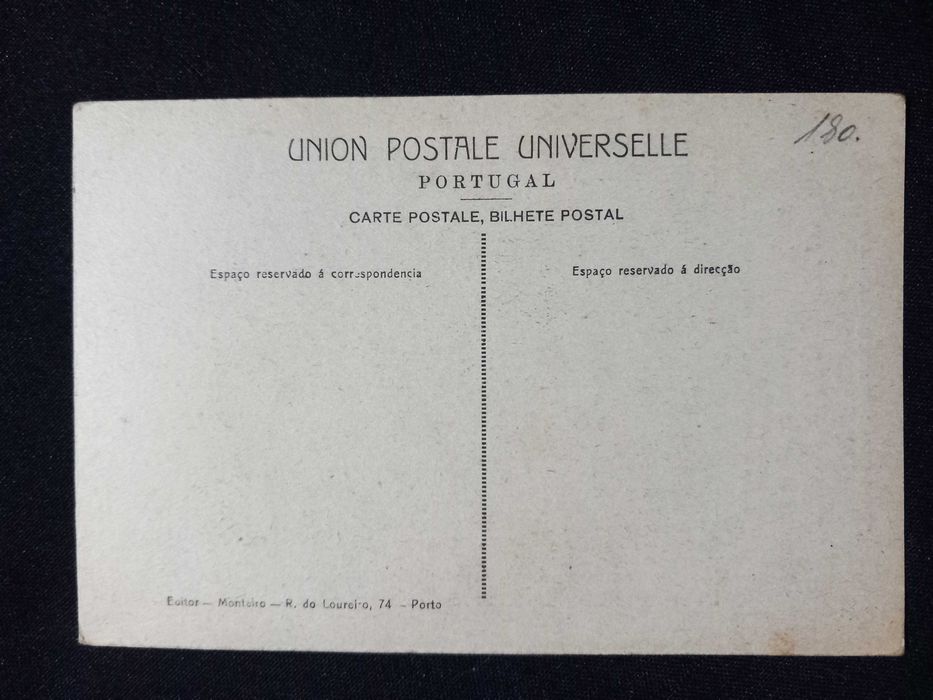 180.
UNION POSTALE UNIVERSELLE
PORTUGAL
CARTE POSTALE, BILHETE POSTAL
Espaço reservado á correspondencia
Espaço reservado á direcção
Editor — Monteiro — R. do Loureiro, 74 — Porto